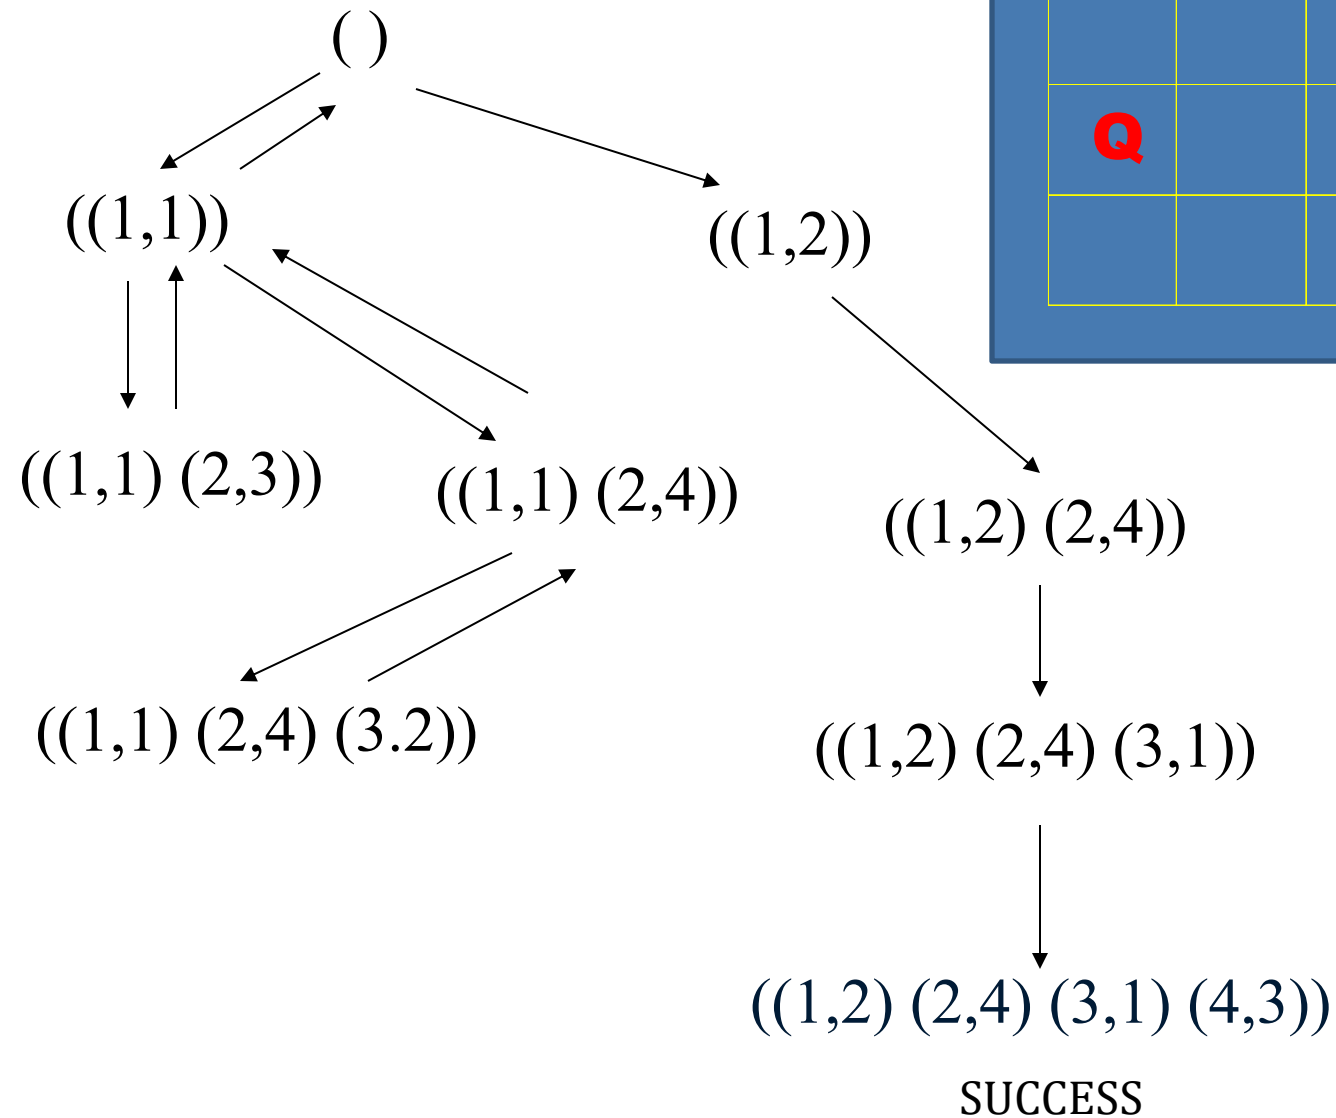 ( )
Q
((1,1))
((1,2))
((1,1) (2,3))
((1,1) (2,4))
((1,2) (2,4))
((1,1) (2,4) (3.2))
((1,2) (2,4) (3,1))
((1,2) (2,4) (3,1) (4,3))
SUCCESS